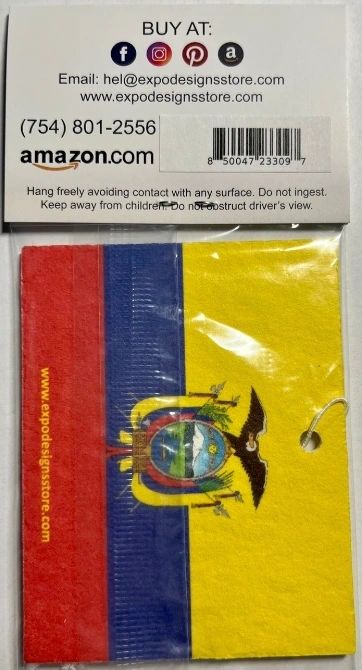 BUY AT:
Email: hel@expodesignsstore.com
www.expodesignsstore.com
(754) 801-2556
amazon.com
8 50047 23309 7
Hang freely avoiding contact with any surface. Do not ingest.
Keep away from children. Do not obstruct driver's view.
www.expodesignsstore.com